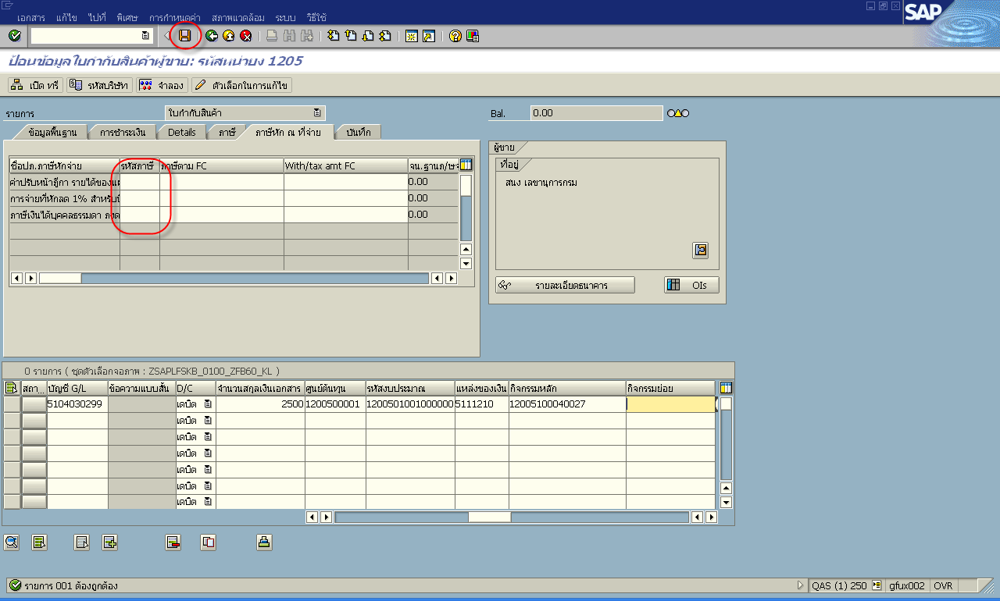 เอกสาร แก้ไข ไปที่ พิเศษ การกำหนดค่า สภาพแวดล้อม ระบบ วิธีใช้
SAP
ป้อนข้อมูลใบกำกับสินค้าผู้ขาย: รหัสหน่วยง 1205
เปิด ทรี รหัสบริษัท จำลอง ตัวเลือกในการแก้ไข
รายการ ใบกำกับสินค้า Bal. 0.00
ข้อมูลพื้นฐาน การชำระเงิน Details ภาษี ภาษีหัก ณ ที่จ่าย บันทึก
ผู้ขาย
ที่อยู่
สนง เลขานุการกรม
ชื่อปภ.ภาษีหักจ่าย รหัสภาษี ภาษีตาม FC With/tax amt FC จน.ฐานภ/ษ
ค่าปรับหน้าฎีกา รายได้ของแผ 0.00
การจ่ายที่หักลด 1% สำหรับนิ 0.00
ภาษีเงินได้บุคคลธรรมดา ภงด 0.00
รายละเอียดธนาคาร OIs
0 รายการ ( ชุดตัวเลือกจอภาพ : ZSAPLFSKB_0100_ZFB60_KL )
สถา... บัญชี G/L ข้อความแบบสั้น D/C จำนวนสกุลเงินเอกสาร ศูนย์ต้นทุน รหัสงบประมาณ แหล่งของเงิน กิจกรรมหลัก กิจกรรมย่อย
5104030299 เดบิต 2500 1200500001 1200501001000000 5111210 12005100040027
เดบิต
เดบิต
เดบิต
เดบิต
เดบิต
เดบิต
รายการ 001 ต้องถูกต้อง QAS (1) 250 gfux002 OVR